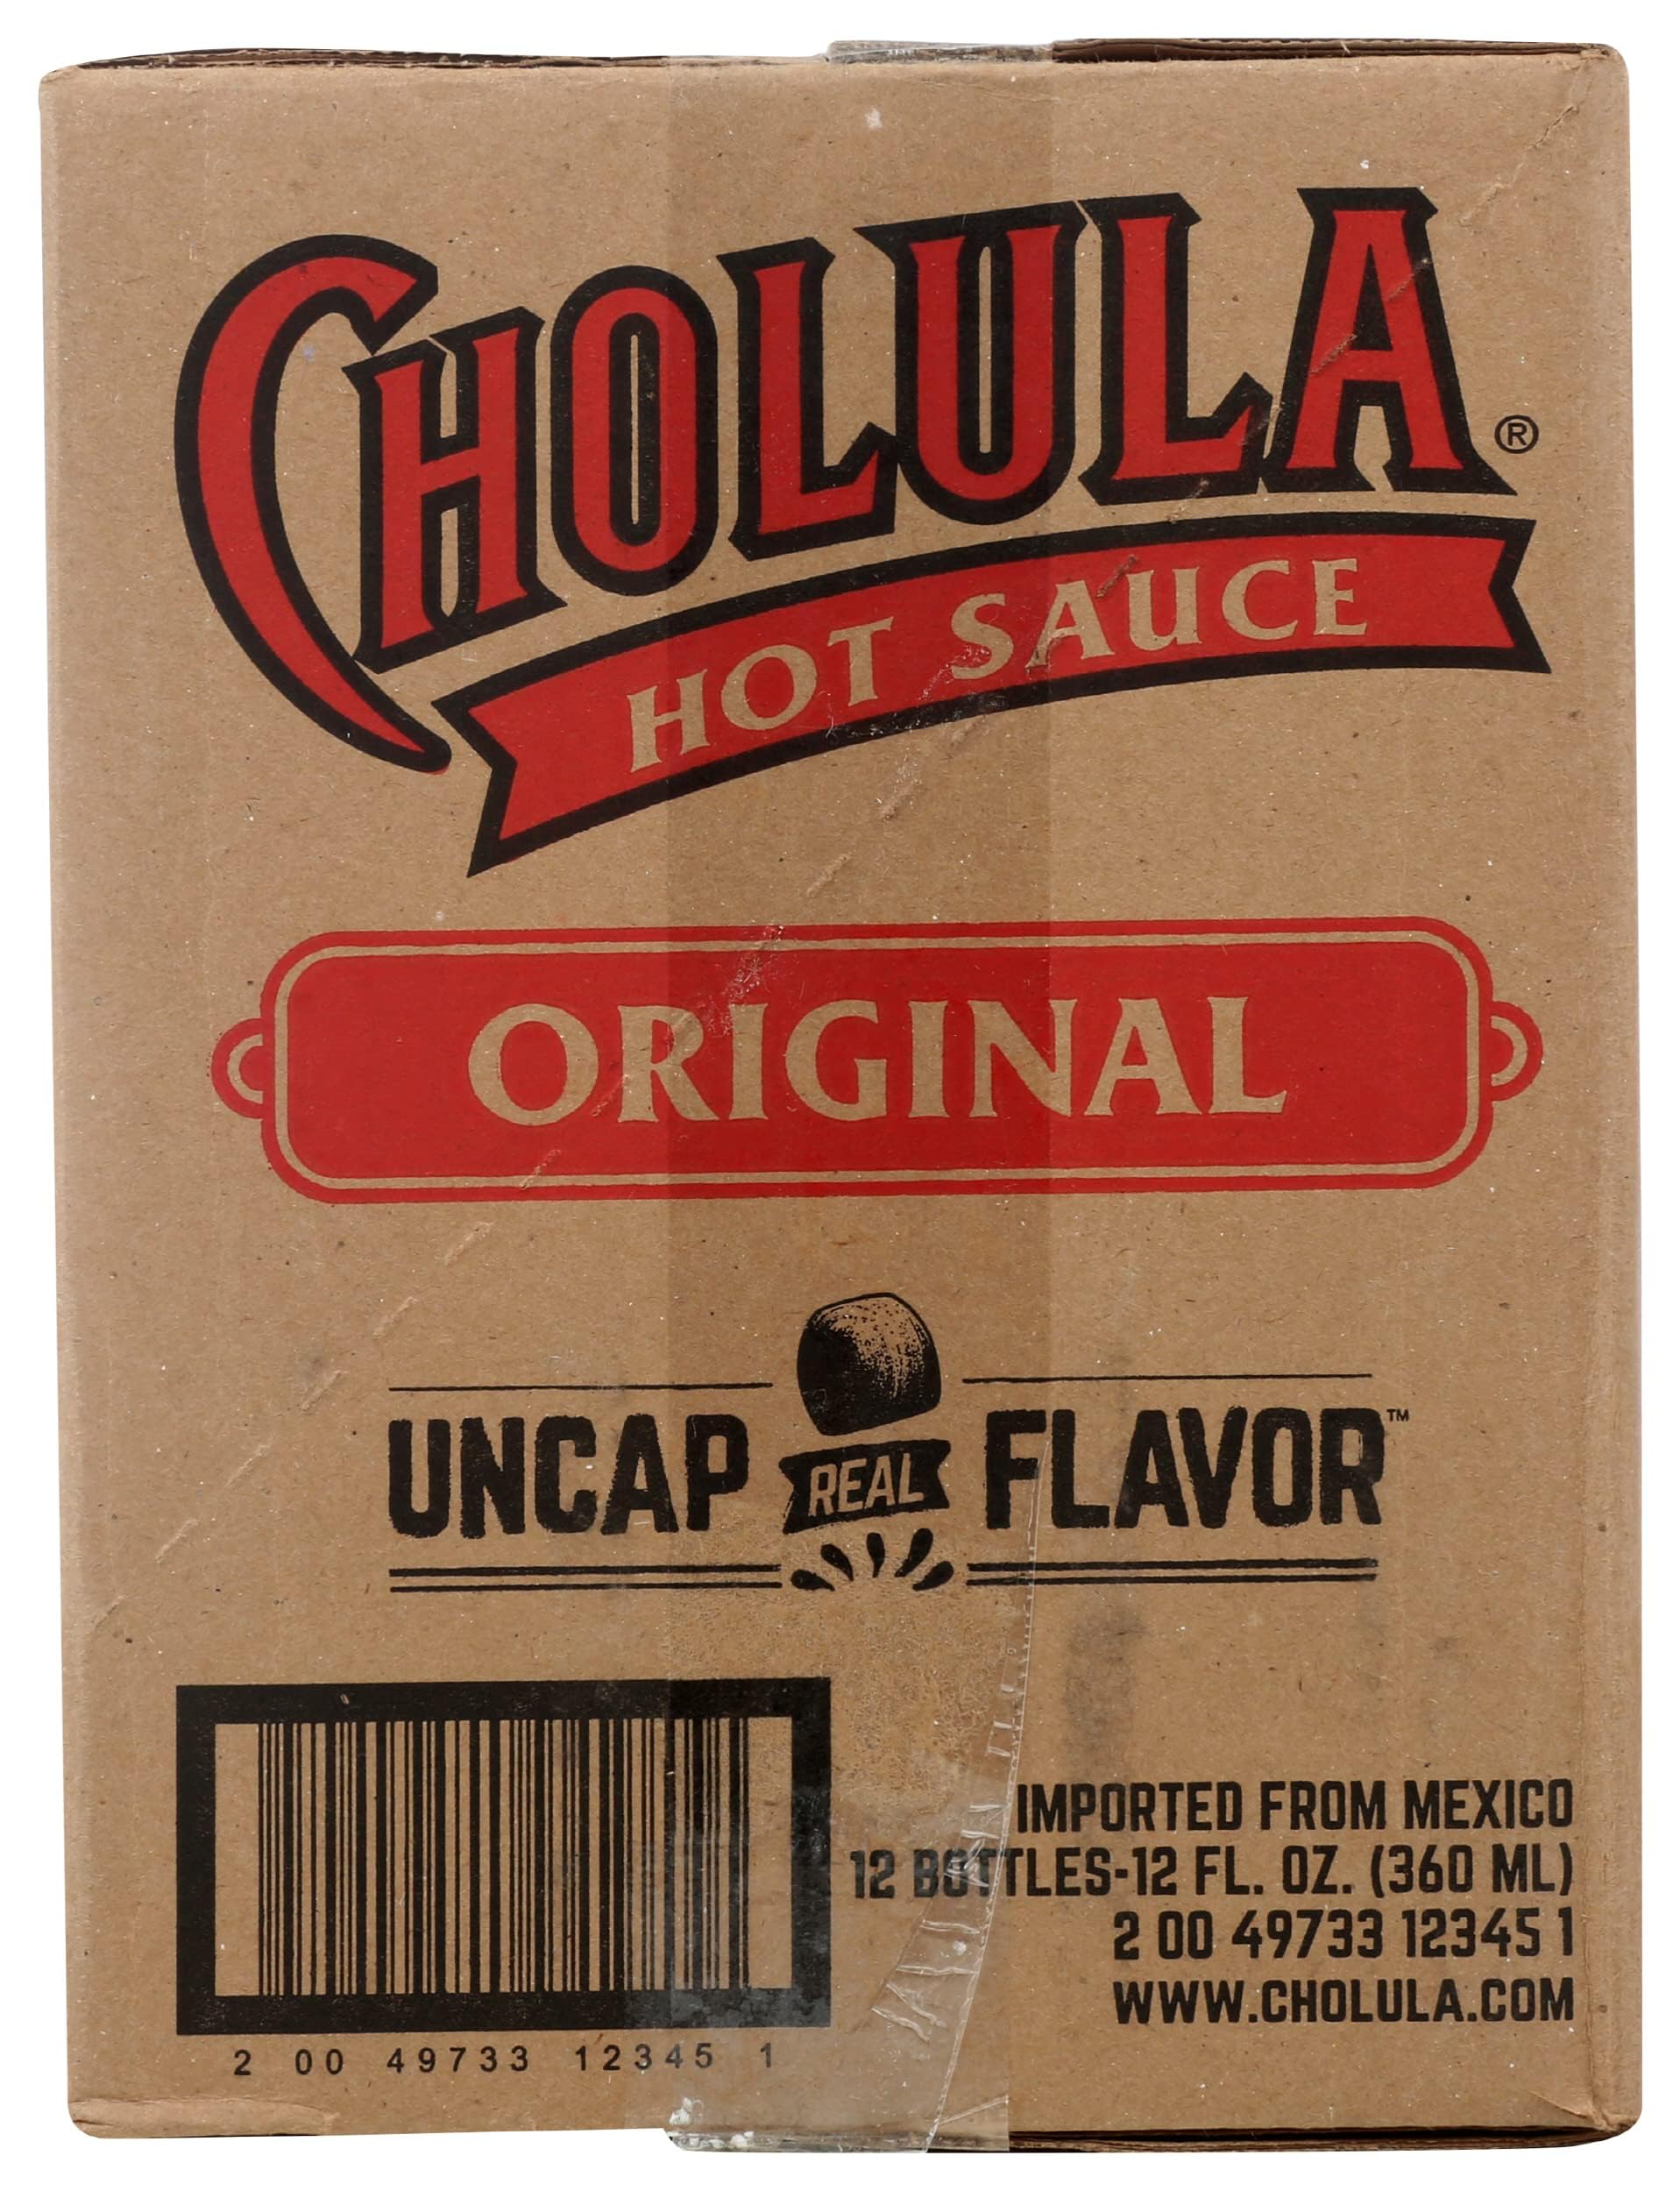 CHOLULA®
HOT SAUCE
ORIGINAL
UNCAP REAL FLAVOR™
IMPORTED FROM MEXICO
12 BOTTLES-12 FL. OZ. (360 ML)
2 00 49733 12345 1
WWW.CHOLULA.COM
2 00 49733 12345 1